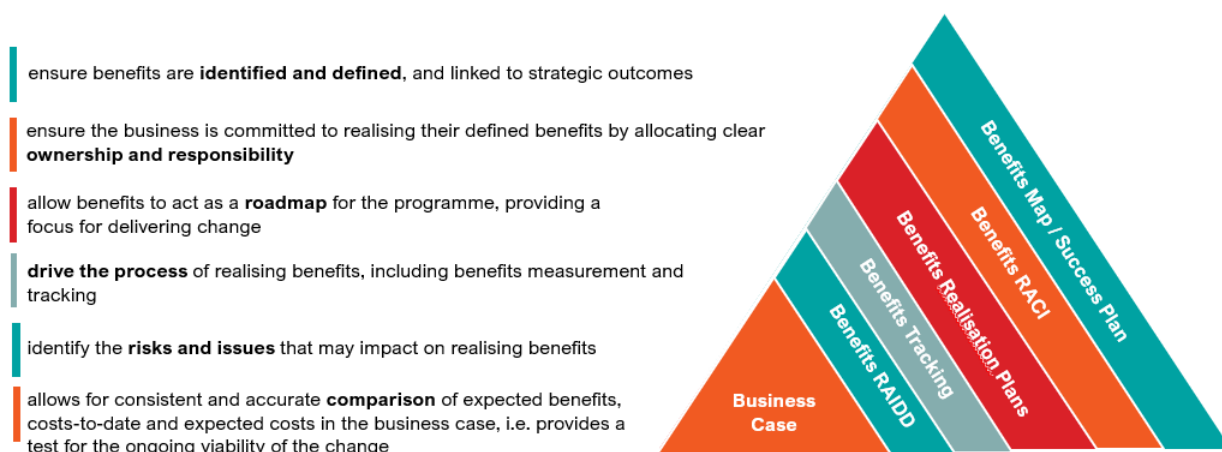 ensure benefits are identified and defined, and linked to strategic outcomes
ensure the business is committed to realising their defined benefits by allocating clear
ownership and responsibility
allow benefits to act as a roadmap for the programme, providing a
focus for delivering change
drive the process of realising benefits, including benefits measurement and
tracking
identify the risks and issues that may impact on realising benefits
allows for consistent and accurate comparison of expected benefits,
costs-to-date and expected costs in the business case, i.e. provides a
test for the ongoing viability of the change
Benefits Map / Success Plan
Benefits RACI
Benefits Realisation Plans
Benefits Tracking
Benefits RAIDD
Business
Case